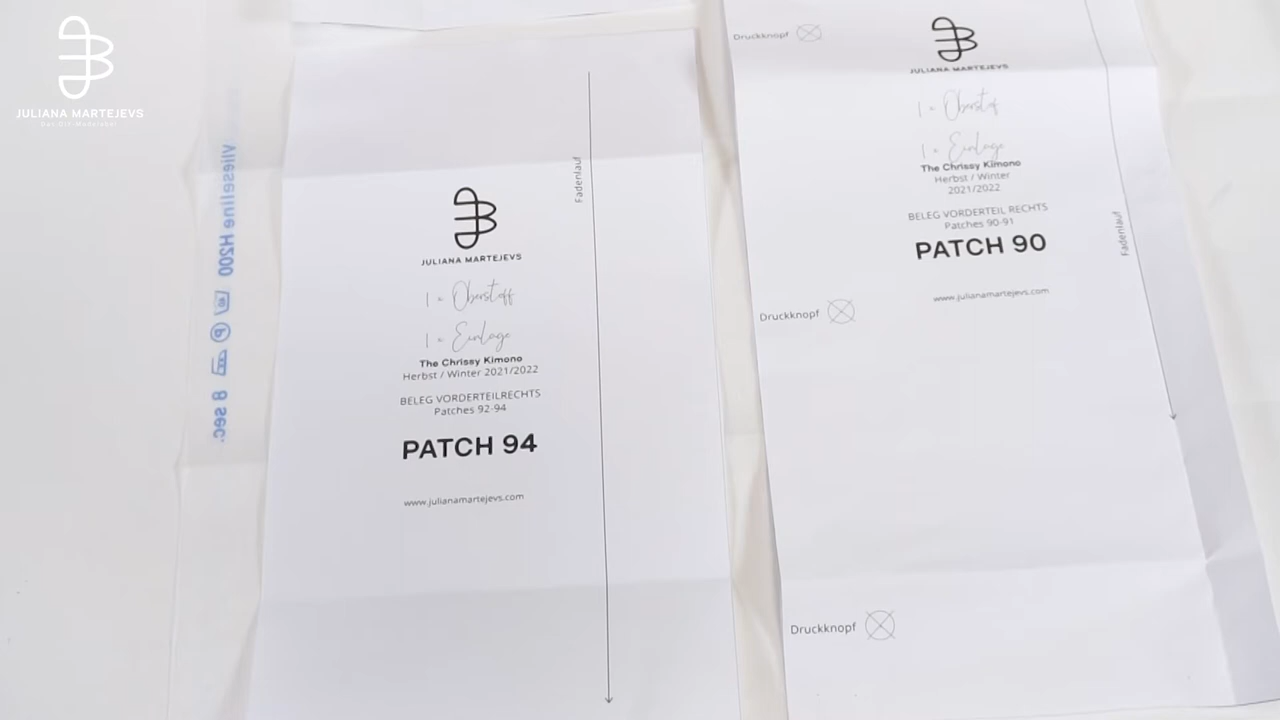 JULIANA MARTEJEVS
Das DIY-Modelabel
Vlieseline H200
8 sec.
Fadenlauf
JULIANA MARTEJEVS
1 x Oberstoff
1 x Einlage
The Chrissy Kimono
Herbst / Winter 2021/2022
BELEG VORDERTEILRECHTS
Patches 92-94
PATCH 94
www.julianamartejevs.com
Druckknopf
JULIANA MARTEJEVS
1 x Oberstoff
1 x Einlage
The Chrissy Kimono
Herbst / Winter
2021/2022
BELEG VORDERTEIL RECHTS
Patches 90-91
PATCH 90
www.julianamartejevs.com
Fadenlauf
Druckknopf
Druckknopf